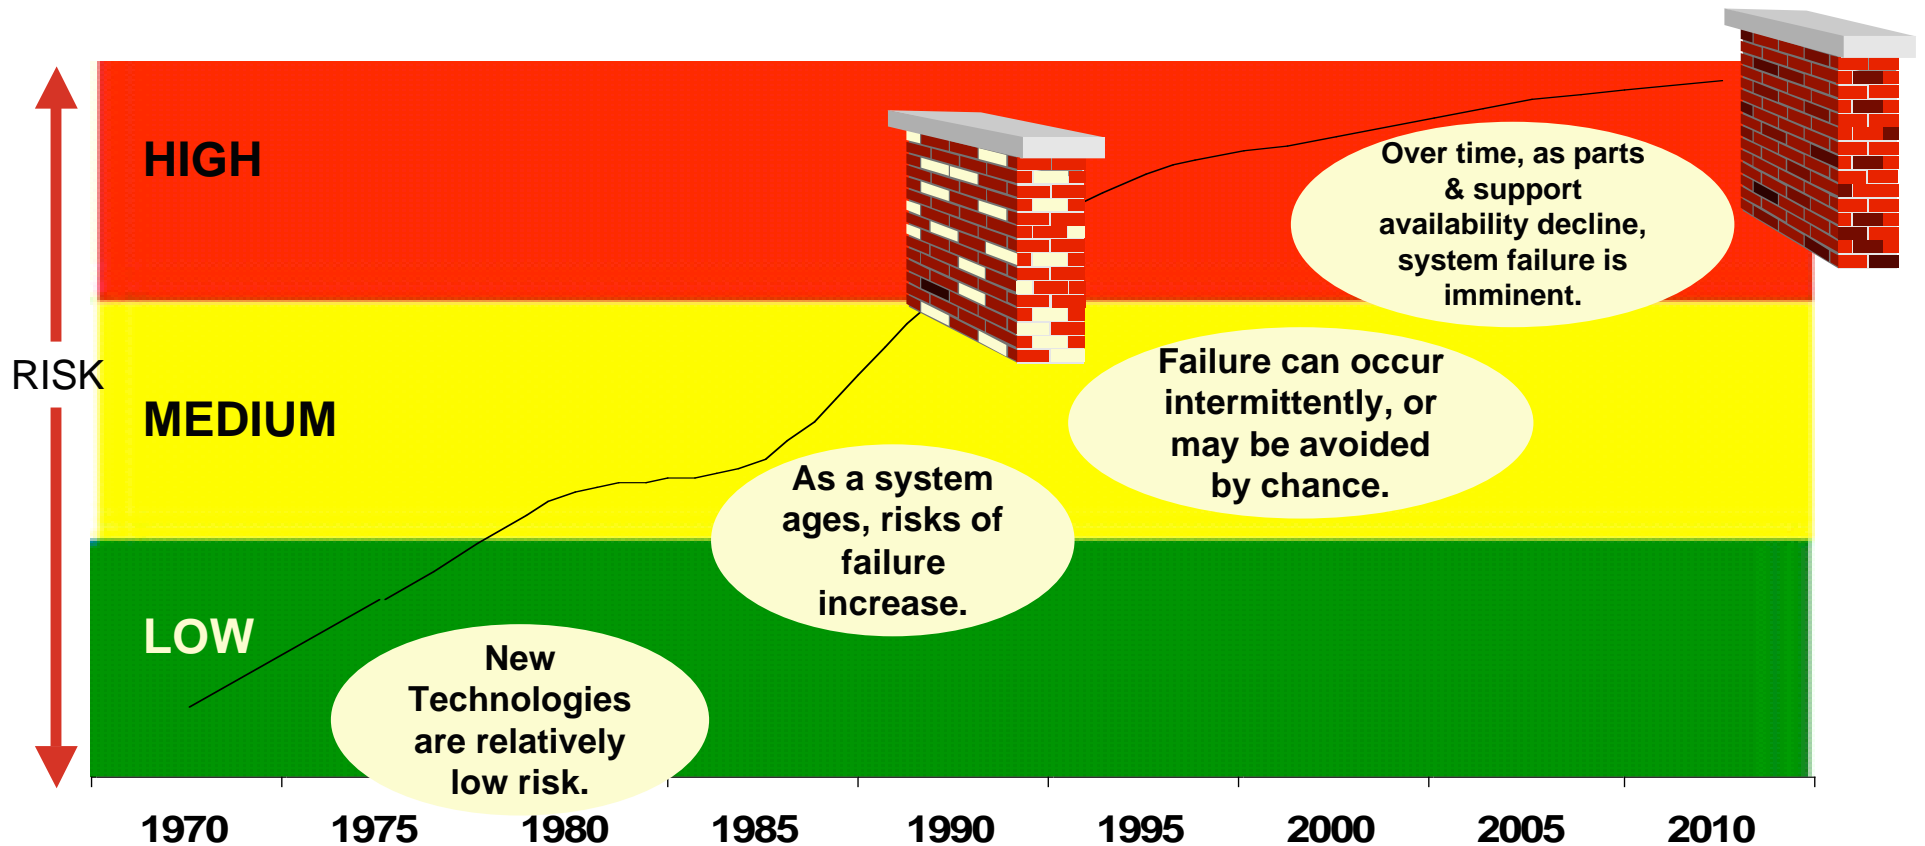 HIGH
Over time, as parts
& support
availability decline,
system failure is
imminent.
RISK
MEDIUM
Failure can occur
intermittently, or
may be avoided
by chance.
As a system
ages, risks of
failure
increase.
LOW
New
Technologies
are relatively
low risk.
1970 1975 1980 1985 1990 1995 2000 2005 2010